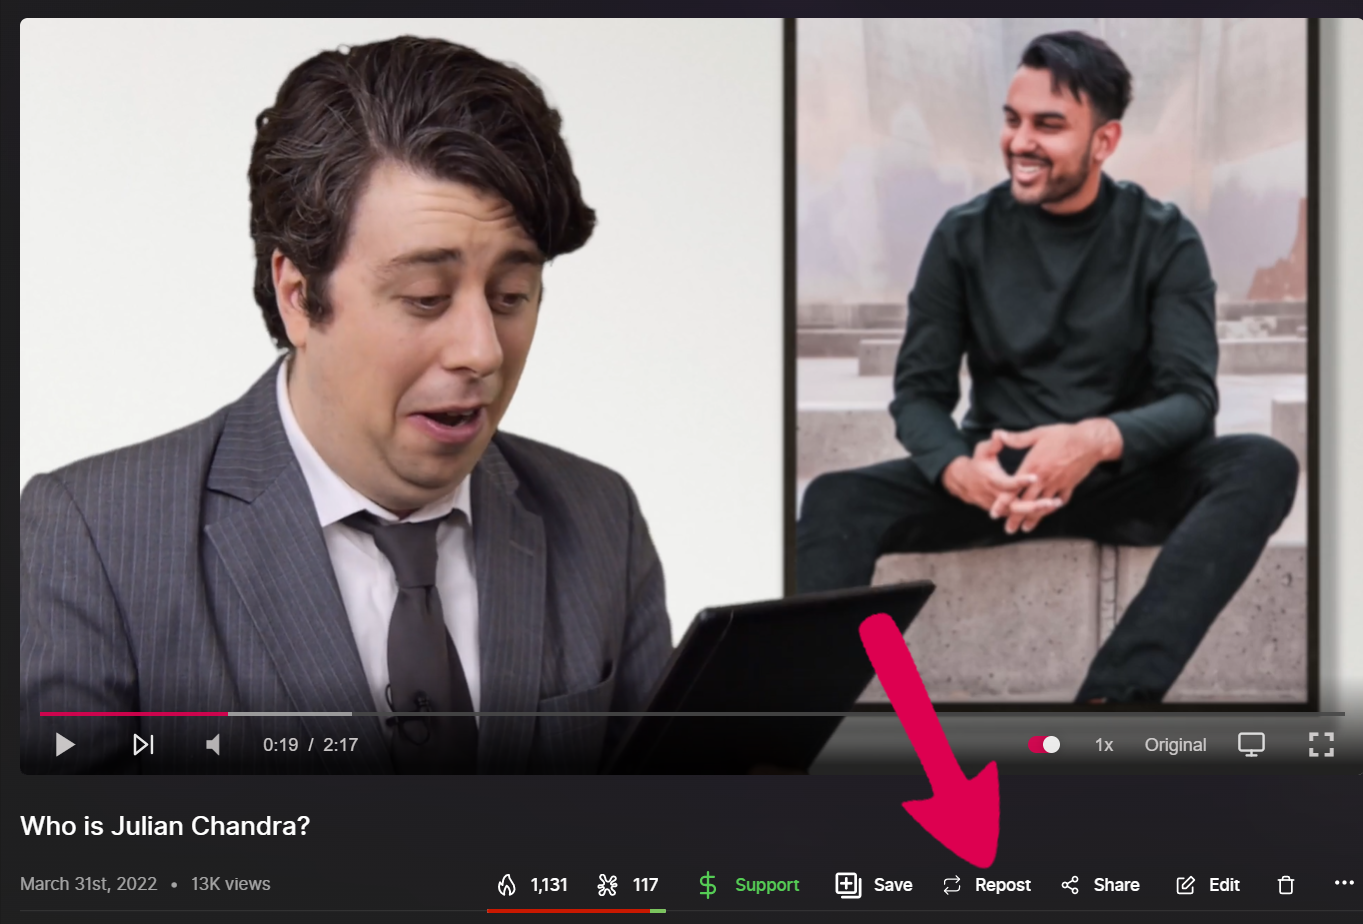 0:19 / 2:17
1x
Original
Who is Julian Chandra?
March 31st, 2022 • 13K views
1,131
117
Support
Save
Repost
Share
Edit